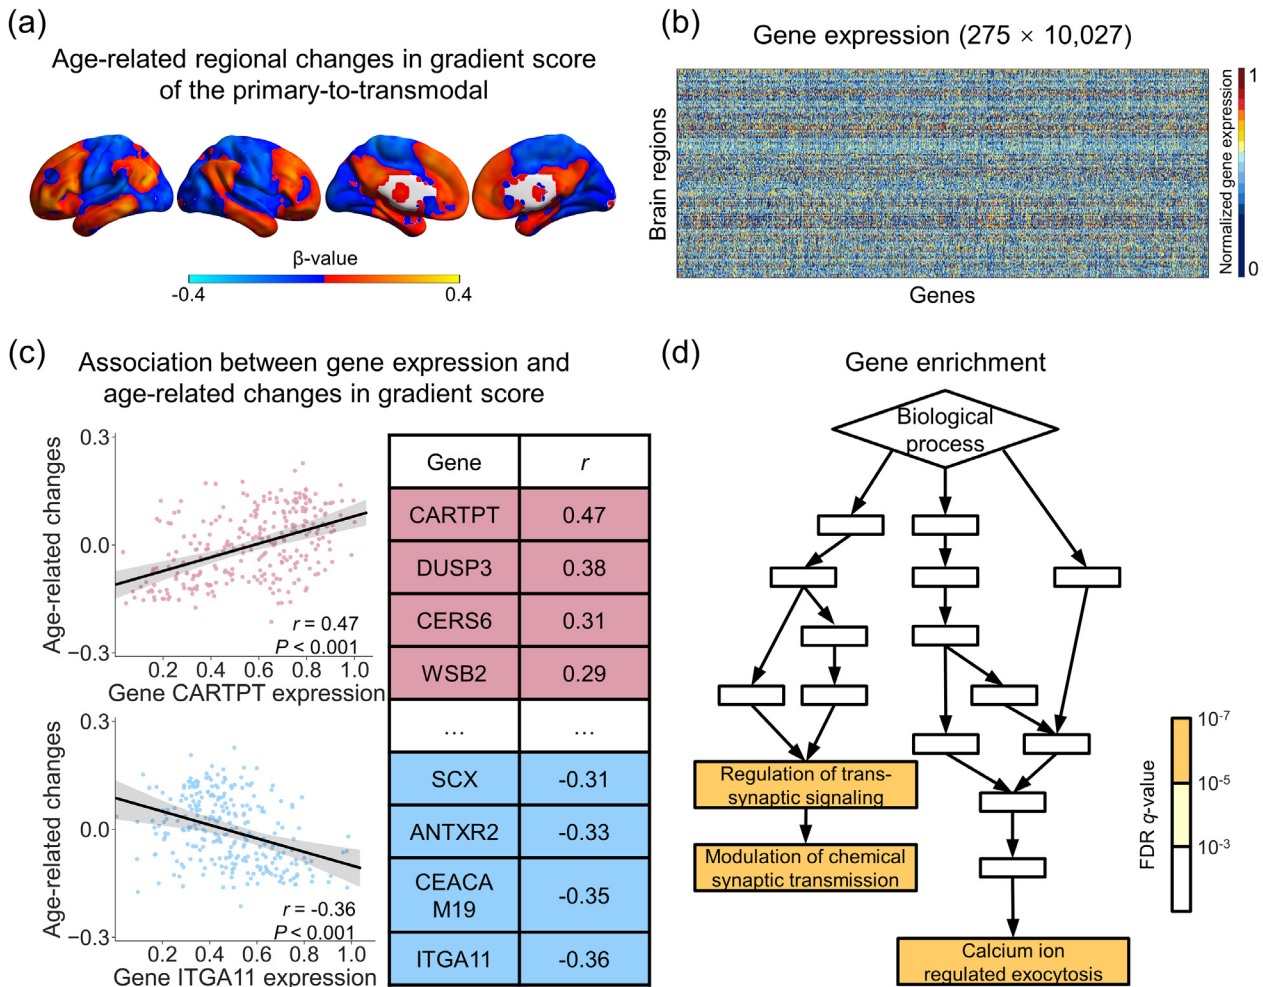 (a)
Age-related regional changes in gradient score
of the primary-to-transmodal
β-value
-0.4
0.4
(b)
Gene expression (275 × 10,027)
Brain regions
Genes
Normalized gene expression
1
0
(c)
Association between gene expression and
age-related changes in gradient score
Age-related changes
0.3
0.0
−0.3
r = 0.47
P < 0.001
0.2 0.4 0.6 0.8 1.0
Gene CARTPT expression
Age-related changes
0.3
0.0
−0.3
r = -0.36
P < 0.001
0.2 0.4 0.6 0.8 1.0
Gene ITGA11 expression
Gene r
CARTPT 0.47
DUSP3 0.38
CERS6 0.31
WSB2 0.29
... ...
SCX -0.31
ANTXR2 -0.33
CEACA
M19 -0.35
ITGA11 -0.36
(d)
Gene enrichment
Biological
process
Regulation of trans-
synaptic signaling
Modulation of chemical
synaptic transmission
Calcium ion
regulated exocytosis
FDR q-value
10-7
10-5
10-3